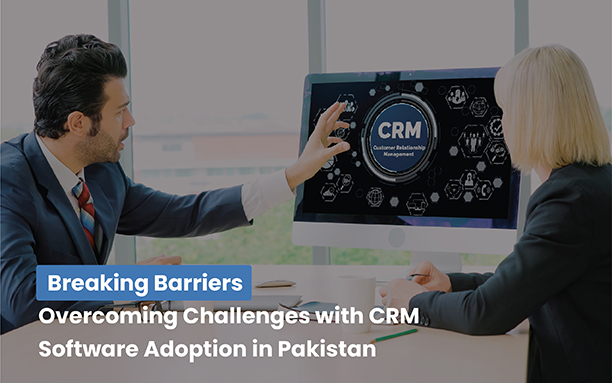 CRM
Customer Relationship
Management
Breaking Barriers
Overcoming Challenges with CRM
Software Adoption in Pakistan